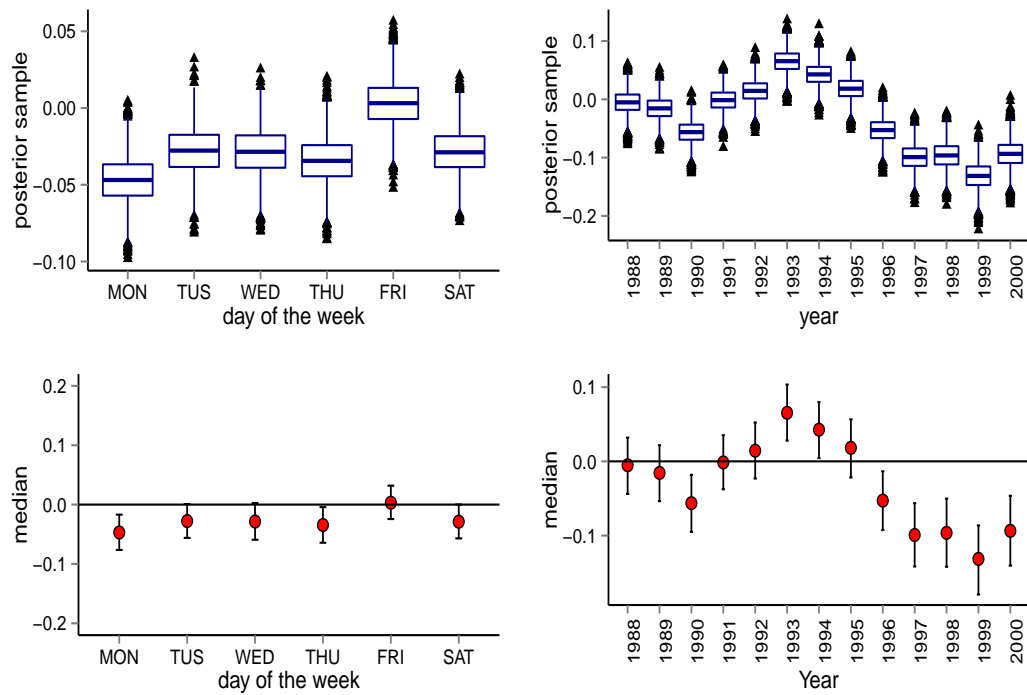 posterior sample
0.05
0.00
−0.05
−0.10
MON TUS WED THU FRI SAT
day of the week
posterior sample
0.1
0.0
−0.1
−0.2
1988 1989 1990 1991 1992 1993 1994 1995 1996 1997 1998 1999 2000
year
median
0.2
0.1
0.0
−0.1
−0.2
MON TUS WED THU FRI SAT
day of the week
median
0.1
0.0
−0.1
1988 1989 1990 1991 1992 1993 1994 1995 1996 1997 1998 1999 2000
Year